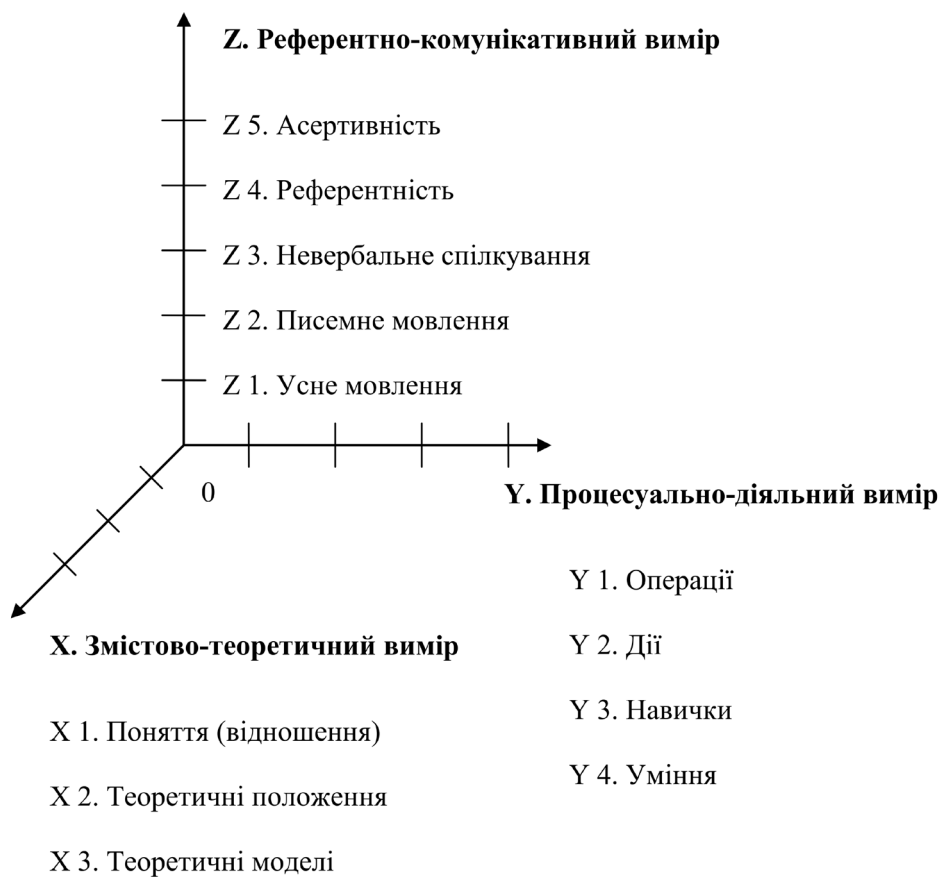 Z. Референтно-комунікативний вимір
Z 5. Асертивність
Z 4. Референтність
Z 3. Невербальне спілкування
Z 2. Писемне мовлення
Z 1. Усне мовлення
0
Y. Процесуально-діяльний вимір
Y 1. Операції
Y 2. Дії
Y 3. Навички
Y 4. Уміння
X. Змістово-теоретичний вимір
X 1. Поняття (відношення)
X 2. Теоретичні положення
X 3. Теоретичні моделі